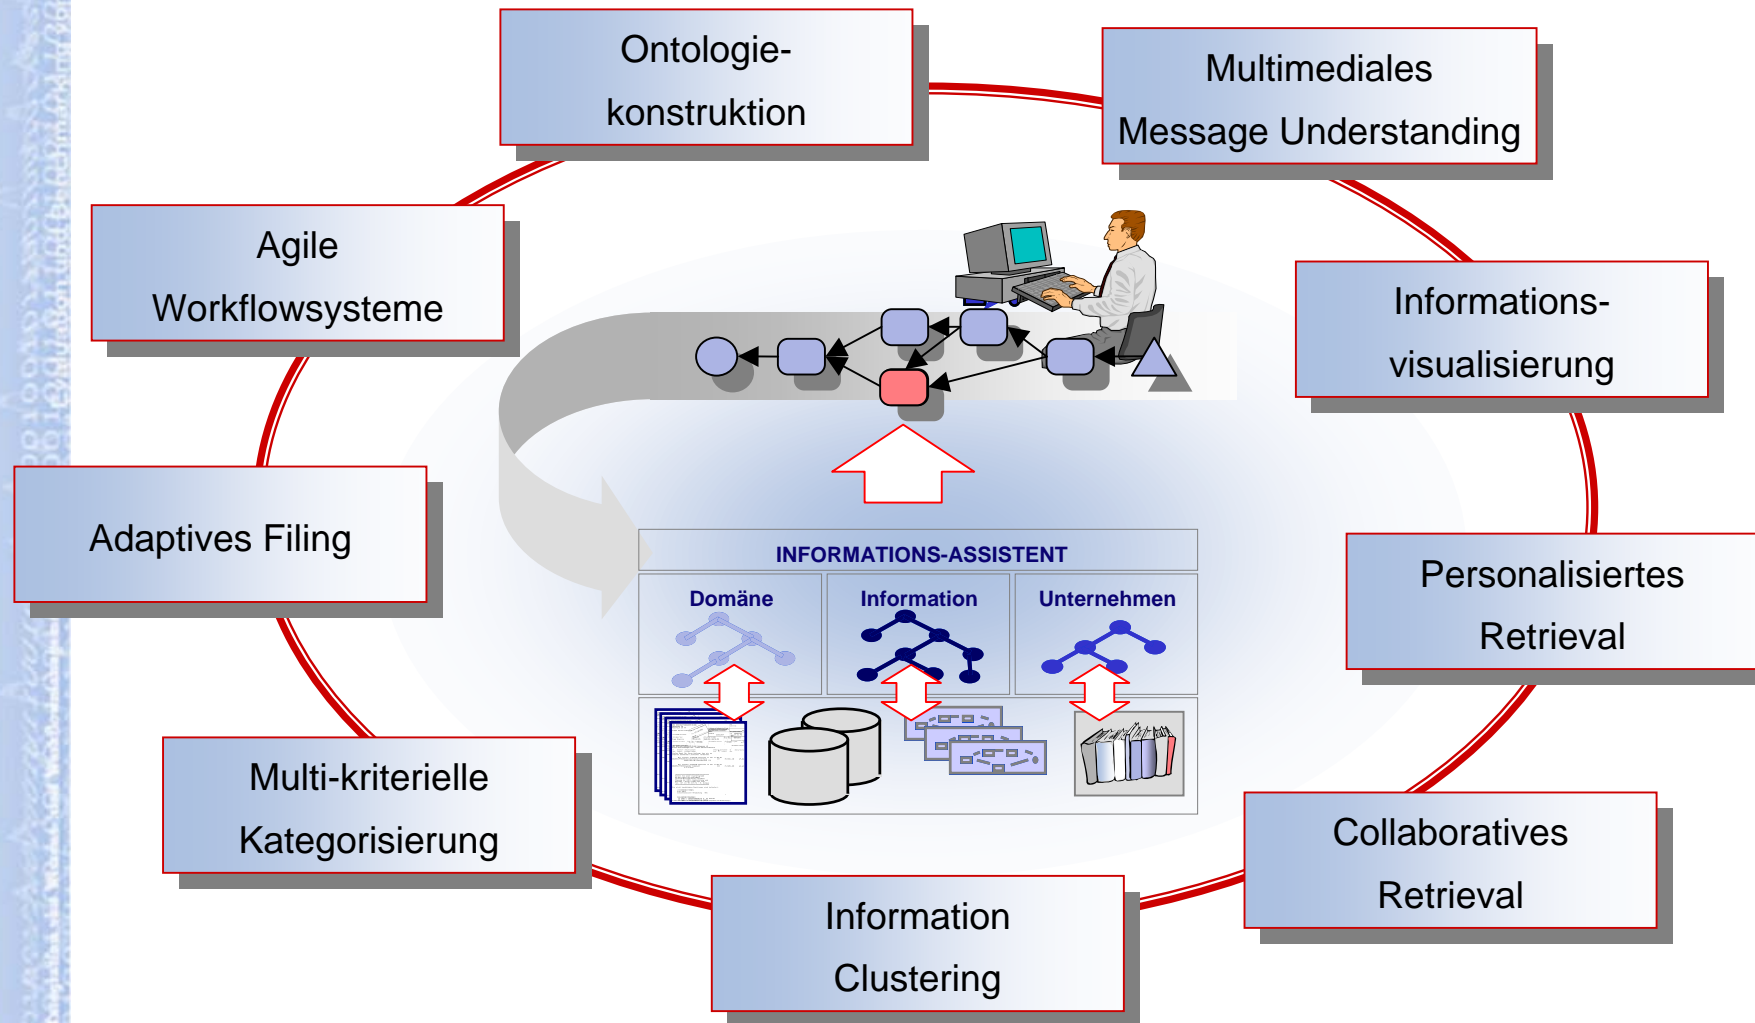 Ontologie-
konstruktion
Multimediales
Message Understanding
Agile
Workflowsysteme
Informations-
visualisierung
Adaptives Filing
Personalisiertes
Retrieval
INFORMATIONS-ASSISTENT
Domäne
Information
Unternehmen
Multi-kriterielle
Kategorisierung
Collaboratives
Retrieval
Information
Clustering